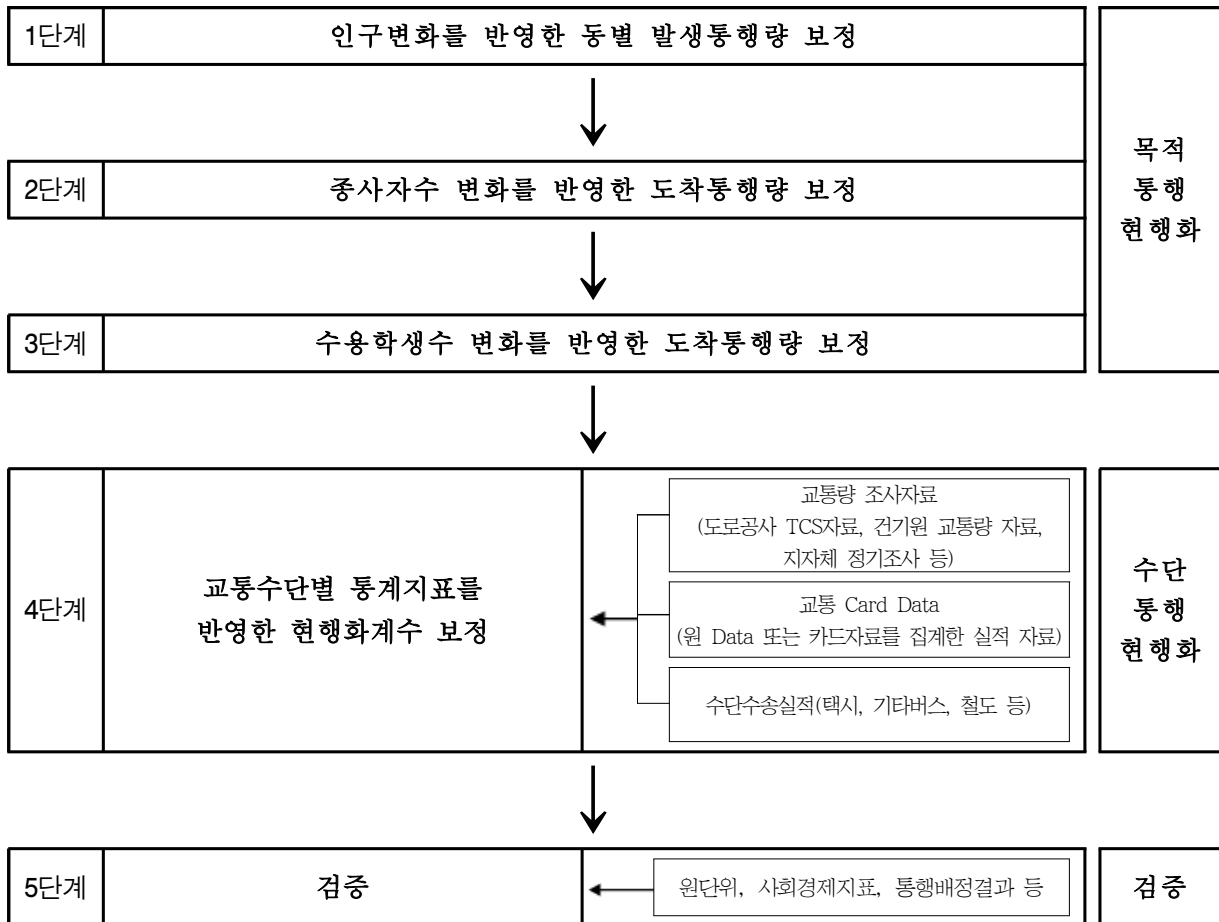 1단계
인구변화를 반영한 동별 발생통행량 보정
2단계
종사자수 변화를 반영한 도착통행량 보정
3단계
수용학생수 변화를 반영한 도착통행량 보정
목적
통행
현행화
4단계
교통수단별 통계지표를
반영한 현행화계수 보정
교통량 조사자료
(도로공사 TCS자료, 건기원 교통량 자료,
지자체 정기조사 등)
교통 Card Data
(원 Data 또는 카드자료를 집계한 실적 자료)
수단수송실적(택시, 기타버스, 철도 등)
수단
통행
현행화
5단계
검증
원단위, 사회경제지표, 통행배정결과 등
검증